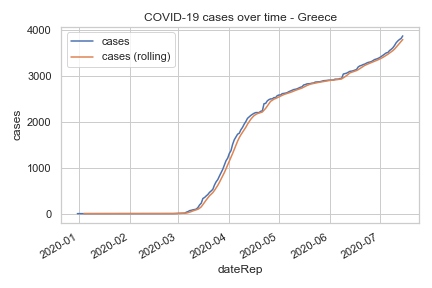 COVID-19 cases over time - Greece
cases
cases (rolling)
4000
3000
2000
1000
0
cases
2020-01
2020-02
2020-03
2020-04
2020-05
2020-06
2020-07
dateRep